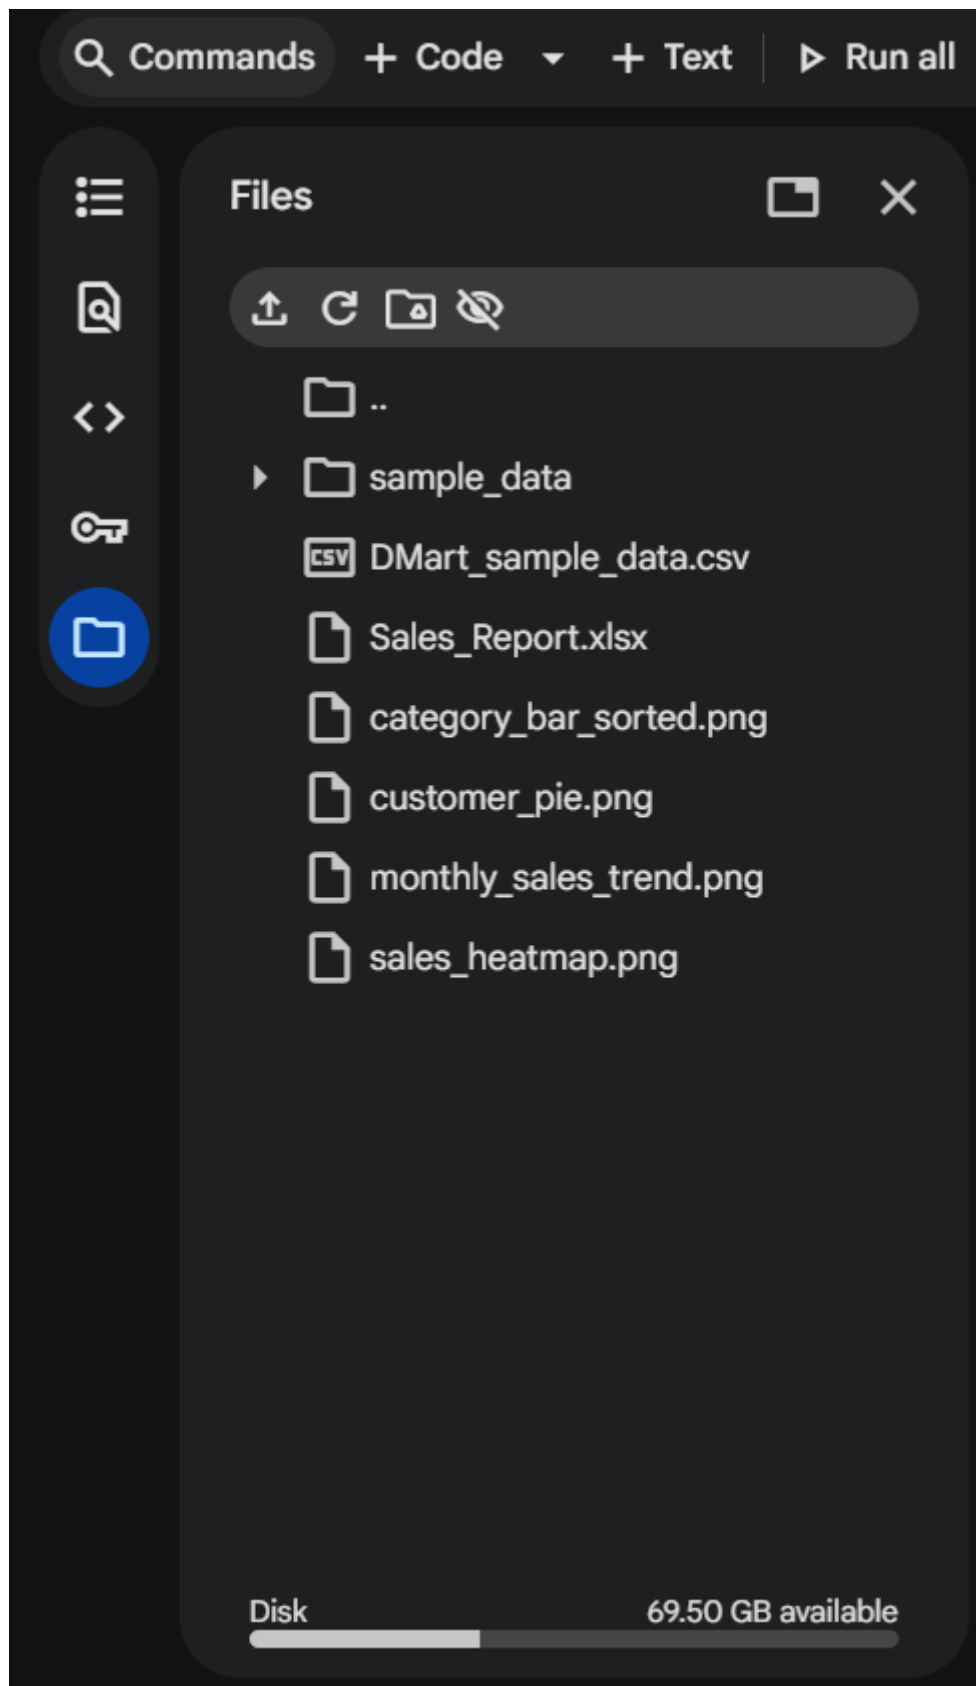 Commands + Code + Text Run all
Files
..
sample_data
CSV DMart_sample_data.csv
Sales_Report.xlsx
category_bar_sorted.png
customer_pie.png
monthly_sales_trend.png
sales_heatmap.png
Disk 69.50 GB available